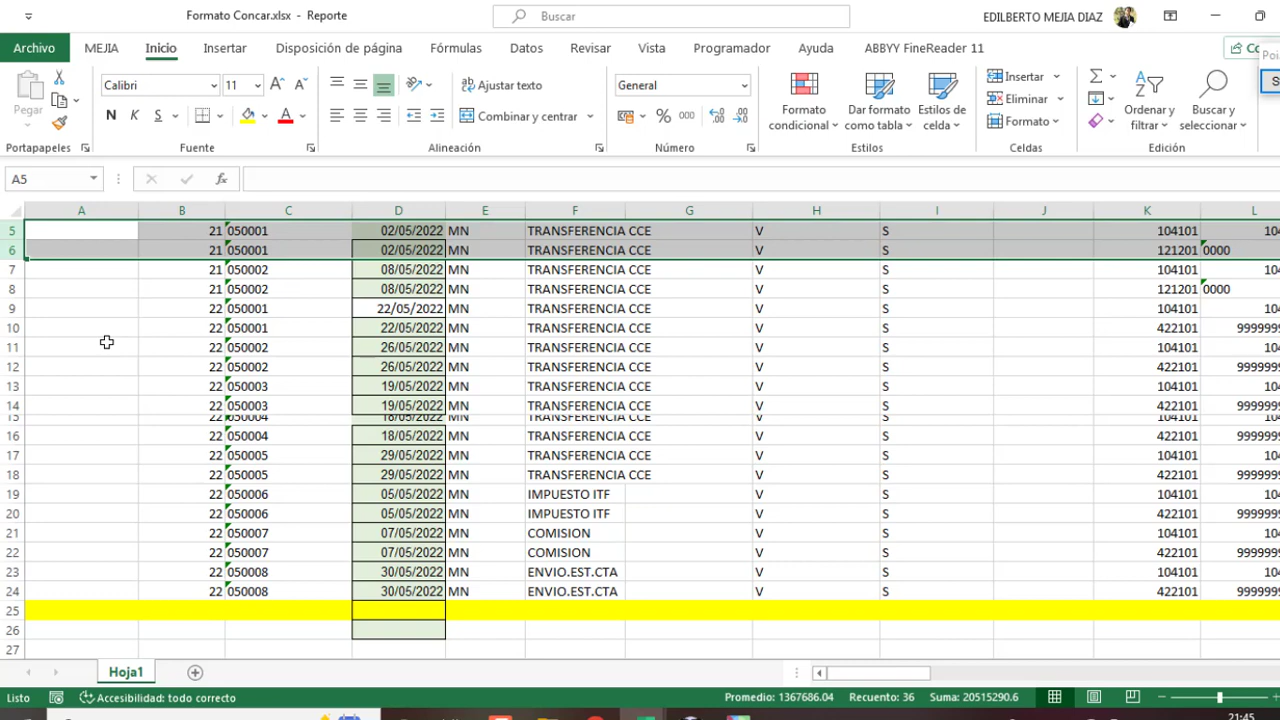 Formato Concar.xlsx - Reporte
Buscar
EDILBERTO MEJIA DIAZ
Archivo MEJIA Inicio Insertar Disposición de página Fórmulas Datos Revisar Vista Programador Ayuda ABBYY FineReader 11
Pegar
Calibri 11
N K S
Ajustar texto
Combinar y centrar
General
% 000
Formato condicional
Dar formato como tabla
Estilos de celda
Insertar
Eliminar
Formato
Ordenar y filtrar
Buscar y seleccionar
Portapapeles Fuente Alineación Número Estilos Celdas Edición
A5 fx
A B C D E F G H I J K L
5 21 050001 02/05/2022 MN TRANSFERENCIA CCE V S 104101 10
6 21 050001 02/05/2022 MN TRANSFERENCIA CCE V S 121201 0000
7 21 050002 08/05/2022 MN TRANSFERENCIA CCE V S 104101 10
8 21 050002 08/05/2022 MN TRANSFERENCIA CCE V S 121201 0000
9 22 050001 22/05/2022 MN TRANSFERENCIA CCE V S 104101 10
10 22 050001 22/05/2022 MN TRANSFERENCIA CCE V S 422101 9999999
11 22 050002 26/05/2022 MN TRANSFERENCIA CCE V S 104101 10
12 22 050002 26/05/2022 MN TRANSFERENCIA CCE V S 422101 9999999
13 22 050003 19/05/2022 MN TRANSFERENCIA CCE V S 104101 10
14 22 050003 19/05/2022 MN TRANSFERENCIA CCE V S 422101 9999999
15 22 050004 18/05/2022 MN TRANSFERENCIA CCE V S 104101 10
16 22 050004 18/05/2022 MN TRANSFERENCIA CCE V S 422101 9999999
17 22 050005 29/05/2022 MN TRANSFERENCIA CCE V S 104101 10
18 22 050005 29/05/2022 MN TRANSFERENCIA CCE V S 422101 9999999
19 22 050006 05/05/2022 MN IMPUESTO ITF V S 104101 10
20 22 050006 05/05/2022 MN IMPUESTO ITF V S 422101 9999999
21 22 050007 07/05/2022 MN COMISION V S 104101 10
22 22 050007 07/05/2022 MN COMISION V S 422101 9999999
23 22 050008 30/05/2022 MN ENVIO.EST.CTA V S 104101 10
24 22 050008 30/05/2022 MN ENVIO.EST.CTA V S 422101 9999999
25
26
27
Hoja1
Listo Accesibilidad: todo correcto Promedio: 1367686.04 Recuento: 36 Suma: 20515290.6
21:45